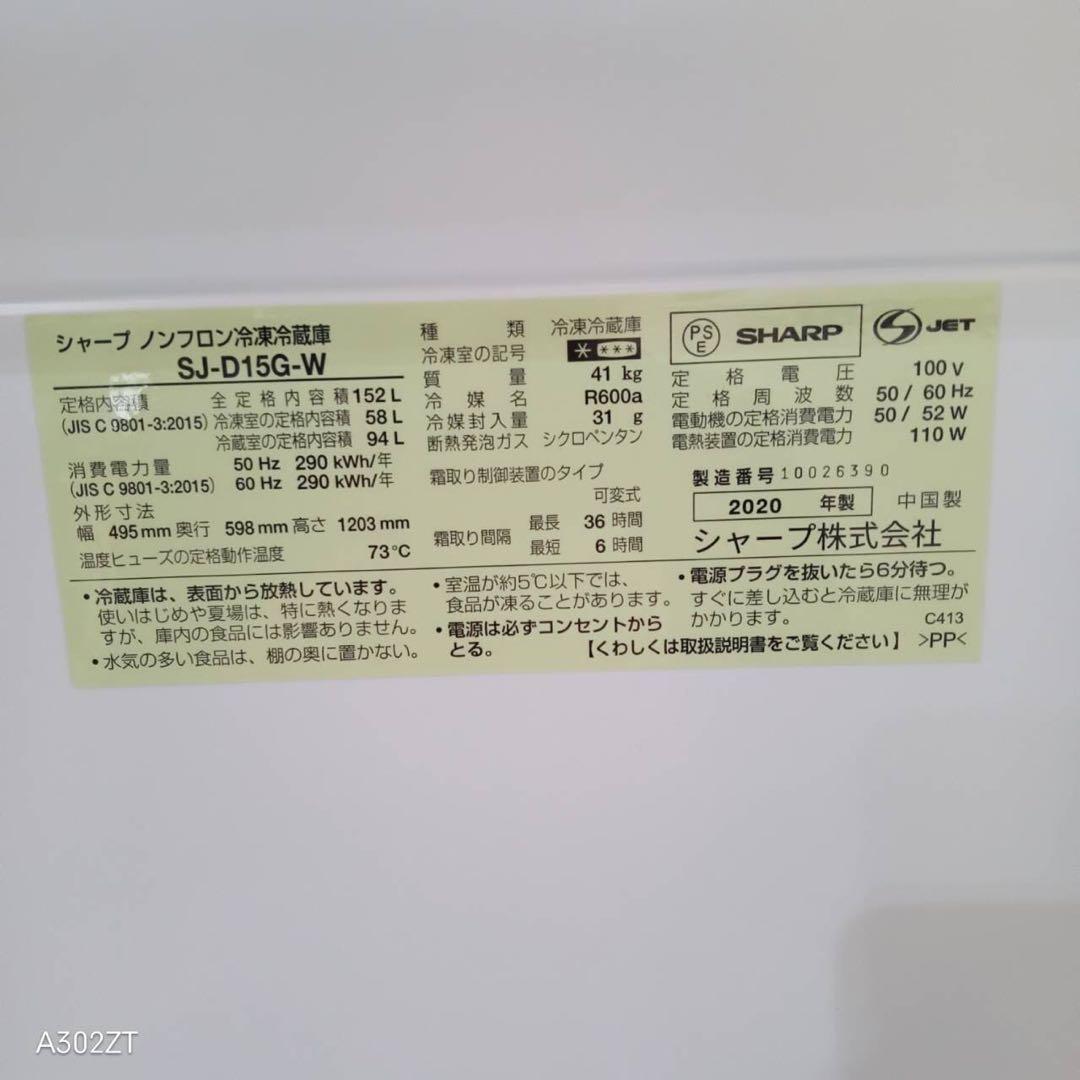 シャープ ノンフロン冷凍冷蔵庫
SJ-D15G-W
定格内容積 全定格内容積 152 L
(JIS C 9801-3:2015) 冷凍室の定格内容積 58 L
冷蔵室の定格内容積 94 L
消費電力量 50 Hz 290 kWh/年
(JIS C 9801-3:2015) 60 Hz 290 kWh/年
外形寸法
幅 495 mm 奥行 598 mm 高さ 1203 mm
温度ヒューズの定格動作温度 73℃
種類 冷凍冷蔵庫
冷凍室の記号 * ***
質量 41 kg
冷媒名 R600a
冷媒封入量 31 g
断熱発泡ガス シクロペンタン
霜取り制御装置のタイプ
可変式
霜取り間隔 最長 36 時間
最短 6 時間
PS E SHARP JET
定格電圧 100 V
定格周波数 50 / 60 Hz
電動機の定格消費電力 50 / 52 W
電熱装置の定格消費電力 110 W
製造番号 10026390
2020 年製 中国製
シャープ株式会社
・冷蔵庫は、表面から放熱しています。
使いはじめや夏場は、特に熱くなりま
すが、庫内の食品には影響ありません。
・水気の多い食品は、棚の奥に置かない。
・室温が約5℃以下では、
食品が凍ることがあります。
・電源は必ずコンセントから
とる。
・電源プラグを抜いたら6分待つ。
すぐに差し込むと冷蔵庫に無理が
かかります。 C413
【くわしくは取扱説明書をご覧ください】 >PP<
A302ZT